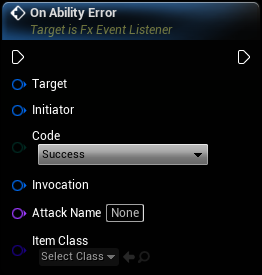 On Ability Error
Target is Fx Event Listener
Target
Initiator
Code
Success
Invocation
Attack Name None
Item Class
Select Class